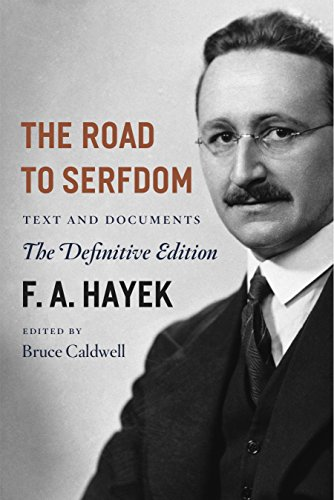 THE ROAD
TO SERFDOM
TEXT AND DOCUMENTS
The Definitive Edition
F. A. HAYEK
EDITED BY
Bruce Caldwell